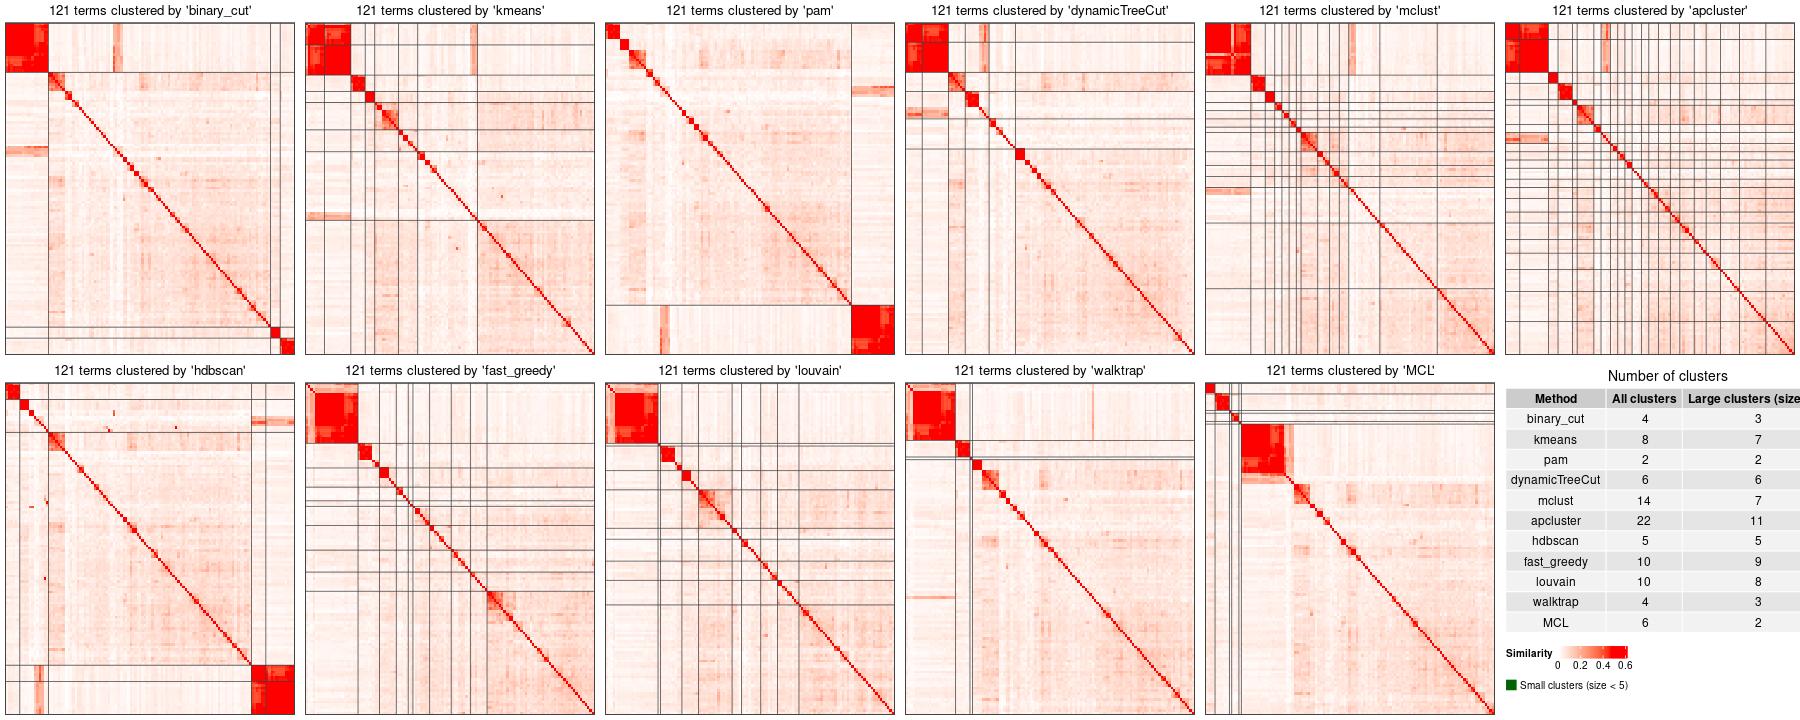 121 terms clustered by 'binary_cut'
121 terms clustered by 'kmeans'
121 terms clustered by 'pam'
121 terms clustered by 'dynamicTreeCut'
121 terms clustered by 'mclust'
121 terms clustered by 'apcluster'
121 terms clustered by 'hdbscan'
121 terms clustered by 'fast_greedy'
121 terms clustered by 'louvain'
121 terms clustered by 'walktrap'
121 terms clustered by 'MCL'
Number of clusters
Method All clusters Large clusters (size
binary_cut 4 3
kmeans 8 7
pam 2 2
dynamicTreeCut 6 6
mclust 14 7
apcluster 22 11
hdbscan 5 5
fast_greedy 10 9
louvain 10 8
walktrap 4 3
MCL 6 2
Similarity
0 0.2 0.4 0.6
Small clusters (size < 5)